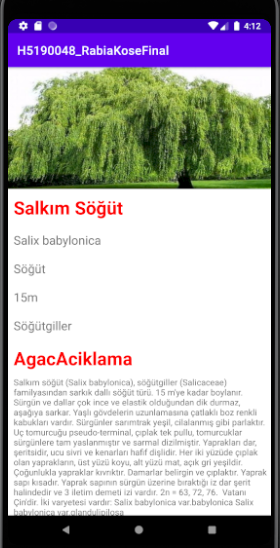 4:12
H5190048_RabiaKoseFinal
Salkım Söğüt
Salix babylonica
Söğüt
15m
Söğütgiller
AgacAciklama
Salkım söğüt (Salix babylonica), söğütgiller (Salicaceae)
familyasından sarkık dallı söğüt türü. 15 m'ye kadar boylanır.
Sürgün ve dallar çok ince ve elastik olduğundan dik durmaz,
aşağıya sarkar. Yaşlı gövdelerin uzunlamasına çatlaklı boz renkli
kabukları vardır. Sürgünler sarımtrak yeşil, cilalanmış gibi parlaktır.
Uç tomurcuğu pseudo-terminal, çıplak tek pullu, tomurcuklar
sürgünlere tam yaslanmıştır ve sarmal dizilmiştir. Yaprakları dar,
şeritsidir, ucu sivri ve kenarları hafif dişlidir. Her iki yüzüde çıplak
olan yaprakların, üst yüzü koyu, alt yüzü mat, açık gri yeşildir.
Çoğunlukla yapraklar kıvrıktır. Damarlar belirgin ve çıplaktır. Yaprak
sapı kısadır. Yaprak sapının sürgün üzerine bıraktığı iz dar şerit
halindedir ve 3 iletim demeti izi vardır. 2n = 63, 72, 76. Vatanı
Çin'dir. İki varyetesi vardır: Salix babylonica var.babylonica Salix
babylonica var.glandulipilosa